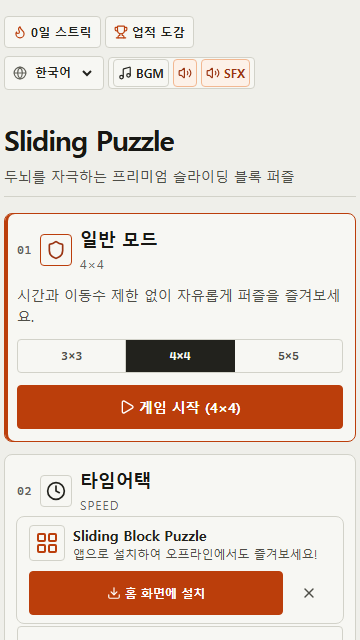 0일 스트릭
업적 도감
한국어
BGM
SFX
Sliding Puzzle
두뇌를 자극하는 프리미엄 슬라이딩 블록 퍼즐
01
일반 모드
4×4
시간과 이동수 제한 없이 자유롭게 퍼즐을 즐겨보세
요.
3×3
4×4
5×5
게임 시작 (4×4)
02
타임어택
SPEED
Sliding Block Puzzle
앱으로 설치하여 오프라인에서도 즐겨보세요!
홈 화면에 설치